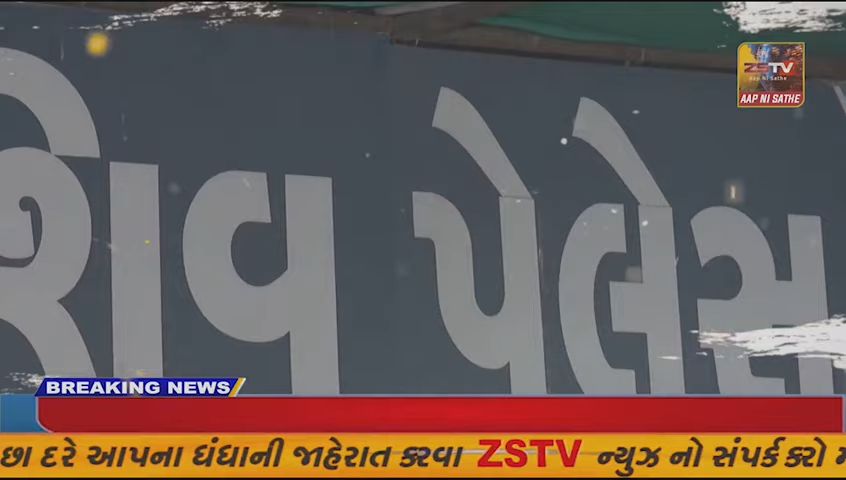 ZSTV
Aap Ni Sathe
AAP NI SATHE
શિવ પેલેસ
BREAKING NEWS
છા દરે આપના ધંધાની જાહેરાત કરવા ZSTV ન્યુઝ નો સંપર્ક કરો